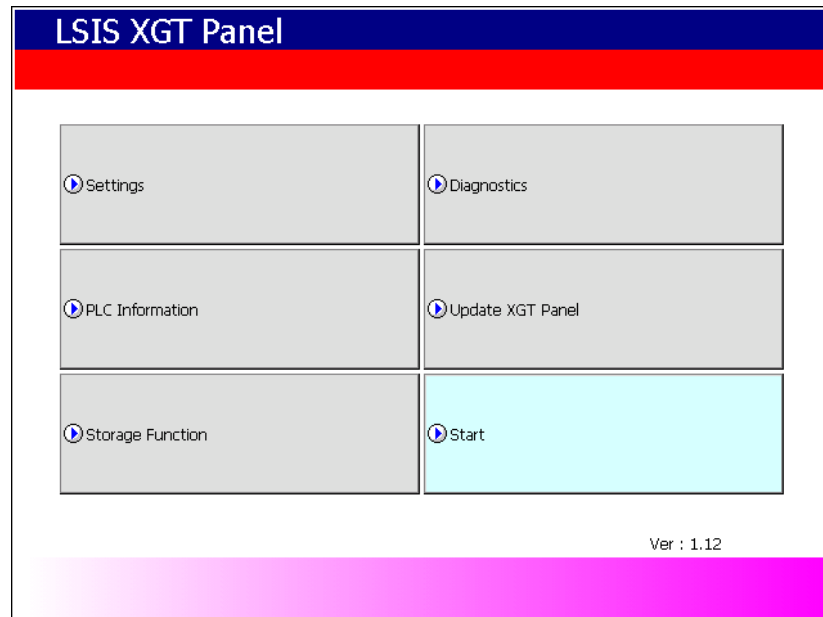 LSIS XGT Panel
Settings
Diagnostics
PLC Information
Update XGT Panel
Storage Function
Start
Ver : 1.12